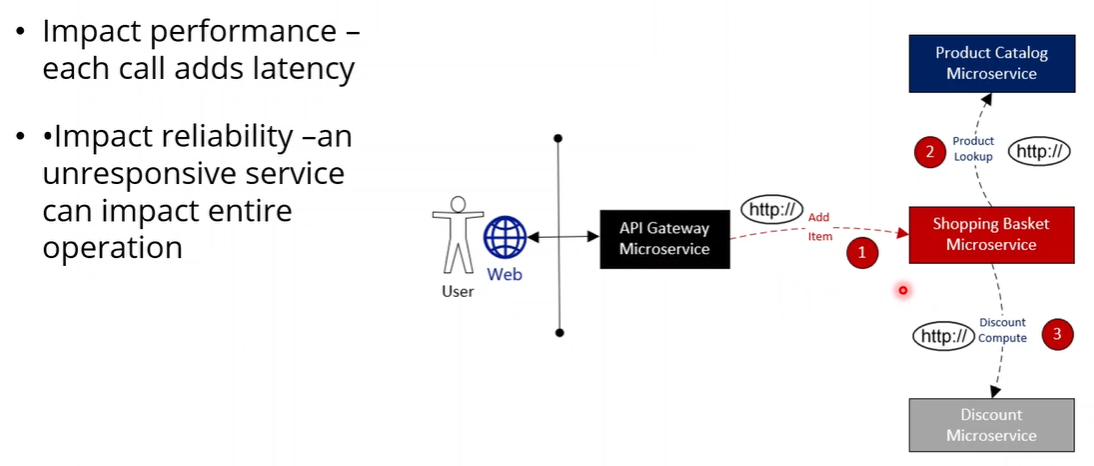 • Impact performance –
each call adds latency
• •Impact reliability –an
unresponsive service
can impact entire
operation
User
Web
API Gateway
Microservice
http://
Add
Item
1
Product Catalog
Microservice
2
Product
Lookup
http://
Shopping Basket
Microservice
http://
Discount
Compute
3
Discount
Microservice